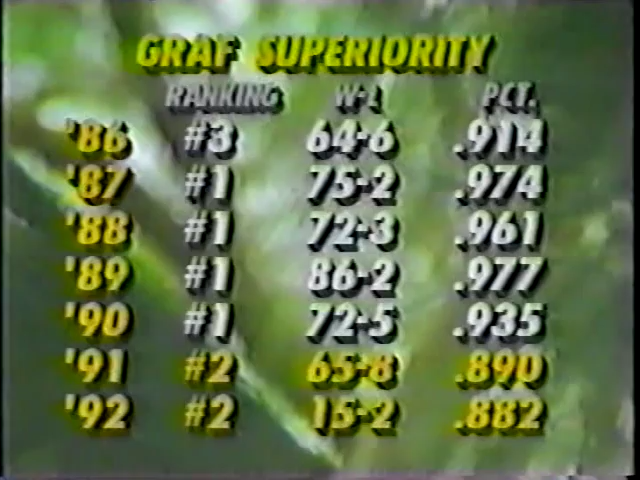 GRAF SUPERIORITY
RANKING W-L PCT.
'86 #3 64-6 .914
'87 #1 75-2 .974
'88 #1 72-3 .961
'89 #1 86-2 .977
'90 #1 72-5 .935
'91 #2 65-8 .890
'92 #2 15-2 .882